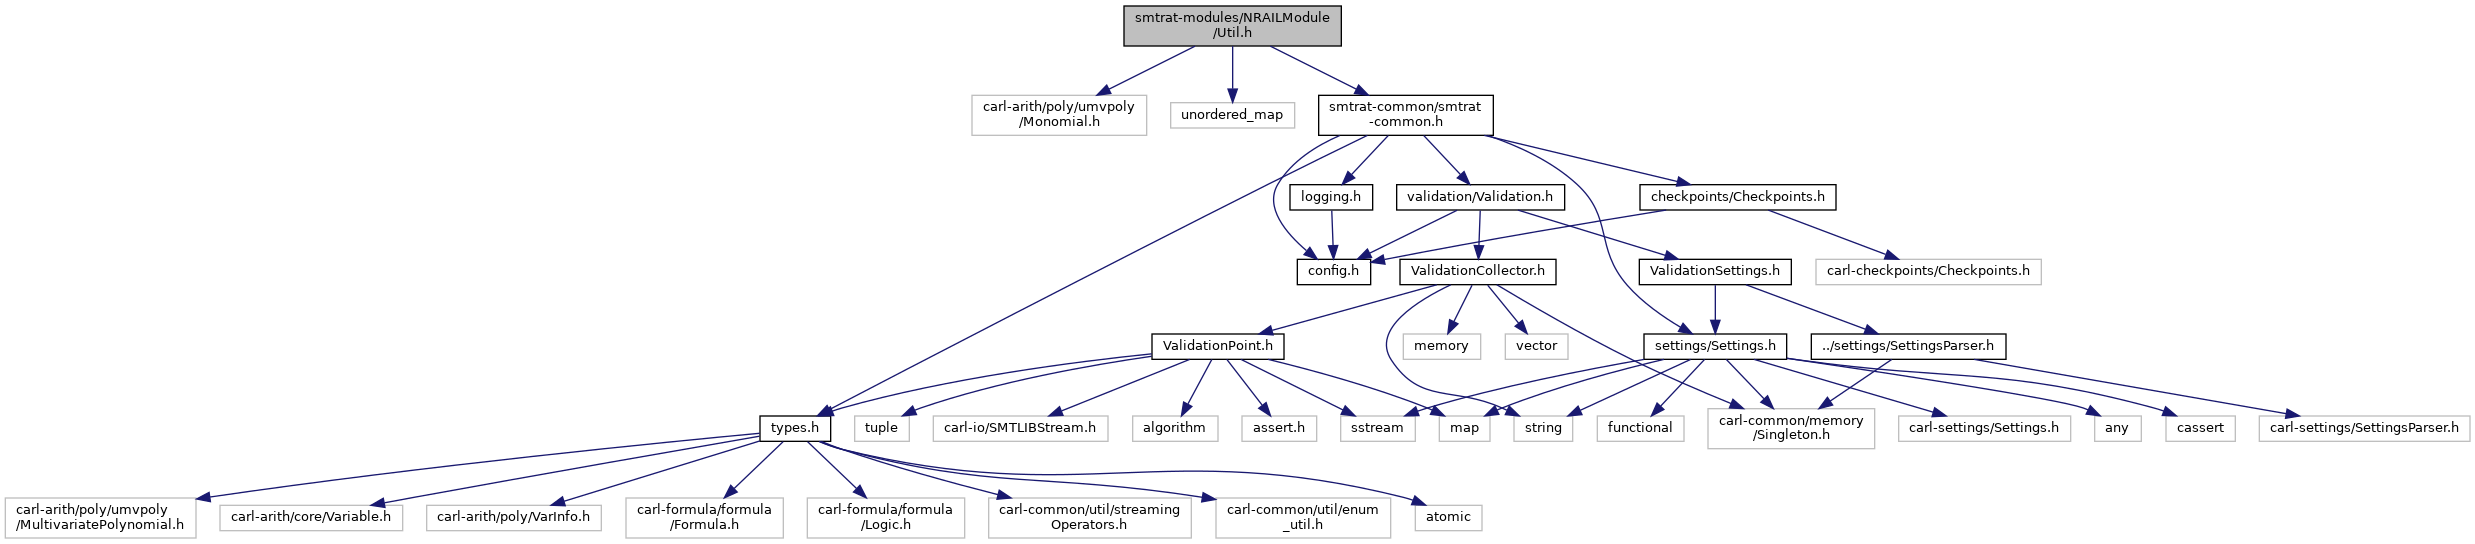 smtrat-modules/NRAILModule
/Util.h
carl-arith/poly/umvpoly
/Monomial.h
unordered_map
smtrat-common/smtrat
-common.h
logging.h
validation/Validation.h
checkpoints/Checkpoints.h
config.h
ValidationCollector.h
ValidationSettings.h
carl-checkpoints/Checkpoints.h
ValidationPoint.h
memory
vector
settings/Settings.h
../settings/SettingsParser.h
types.h
tuple
carl-io/SMTLIBStream.h
algorithm
assert.h
sstream
map
string
functional
carl-common/memory
/Singleton.h
carl-settings/Settings.h
any
cassert
carl-settings/SettingsParser.h
carl-arith/poly/umvpoly
/MultivariatePolynomial.h
carl-arith/core/Variable.h
carl-arith/poly/VarInfo.h
carl-formula/formula
/Formula.h
carl-formula/formula
/Logic.h
carl-common/util/streaming
Operators.h
carl-common/util/enum
_util.h
atomic